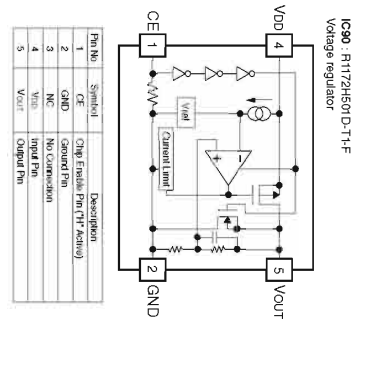 IC90 : R1172H501D-T1-F
Voltage regulator
VDD
4
VOUT
5
Vref
Current Limit
CE
1
GND
2
Pin No Symbol Description
1 CE Chip Enable Pin ("H" Active)
2 GND Ground Pin
3 NC No Connection
4 VDD Input Pin
5 VOUT Output Pin